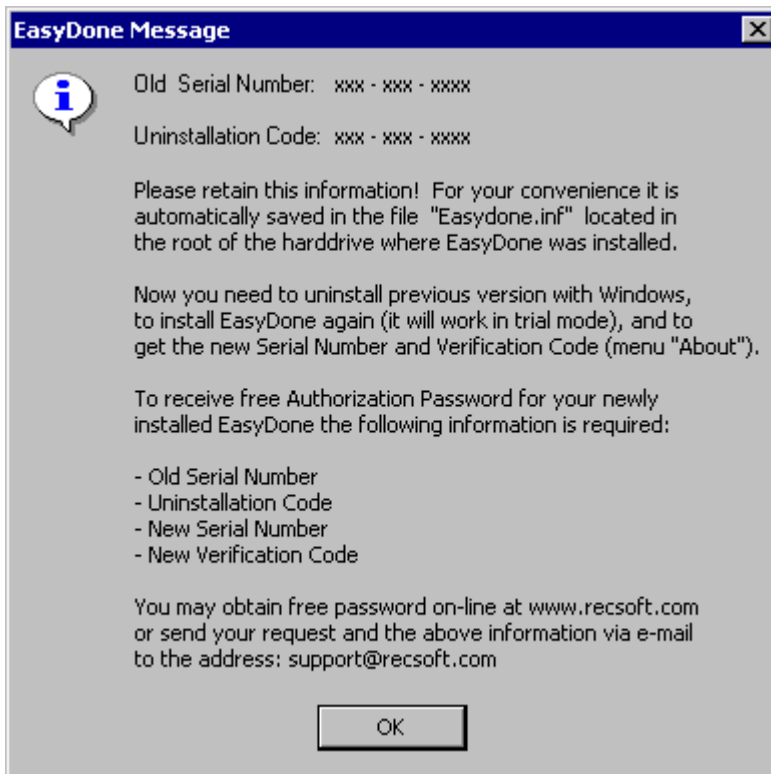 EasyDone Message
Old Serial Number: xxx - xxx - xxxx
Uninstallation Code: xxx - xxx - xxxx
Please retain this information! For your convenience it is
automatically saved in the file "Easydone.inf" located in
the root of the harddrive where EasyDone was installed.
Now you need to uninstall previous version with Windows,
to install EasyDone again (it will work in trial mode), and to
get the new Serial Number and Verification Code (menu "About").
To receive free Authorization Password for your newly
installed EasyDone the following information is required:
- Old Serial Number
- Uninstallation Code
- New Serial Number
- New Verification Code
You may obtain free password on-line at www.recsoft.com
or send your request and the above information via e-mail
to the address: support@recsoft.com
OK